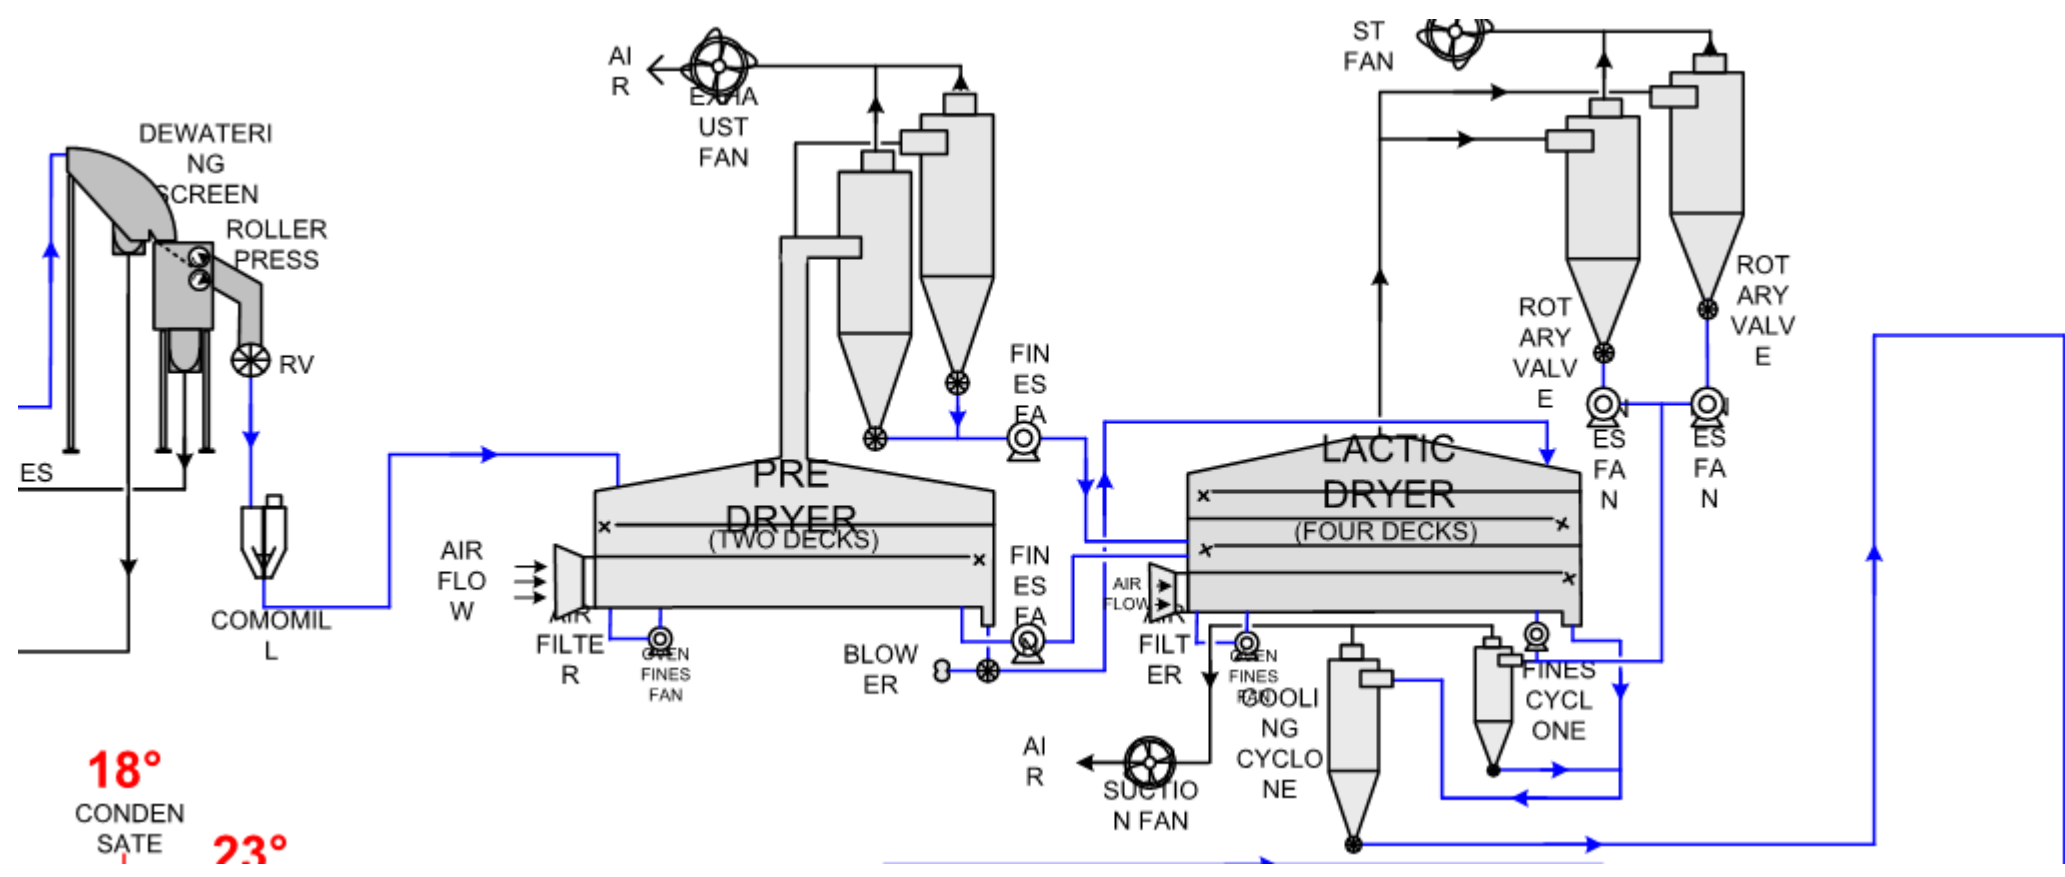 AI
R
EXHA
UST
FAN
ST
FAN
DEWATERI
NG
SCREEN
ROLLER
PRESS
RV
ES
COMOMIL
L
FIN
ES
FA
ROT
ARY
VALV
E
ROT
ARY
VALV
E
ES
FA
N
ES
FA
N
PRE
DRYER
(TWO DECKS)
LACTIC
DRYER
(FOUR DECKS)
AIR
FLO
W
AIR
FILTE
R
OVEN
FINES
FAN
FIN
ES
FA
BLOW
ER
AIR
FLOW
AIR
FILT
ER
OVEN
FINES
FAN
COOLI
NG
CYCLO
NE
FINES
CYCL
ONE
AI
R
SUCTIO
N FAN
18°
CONDEN
SATE
23°